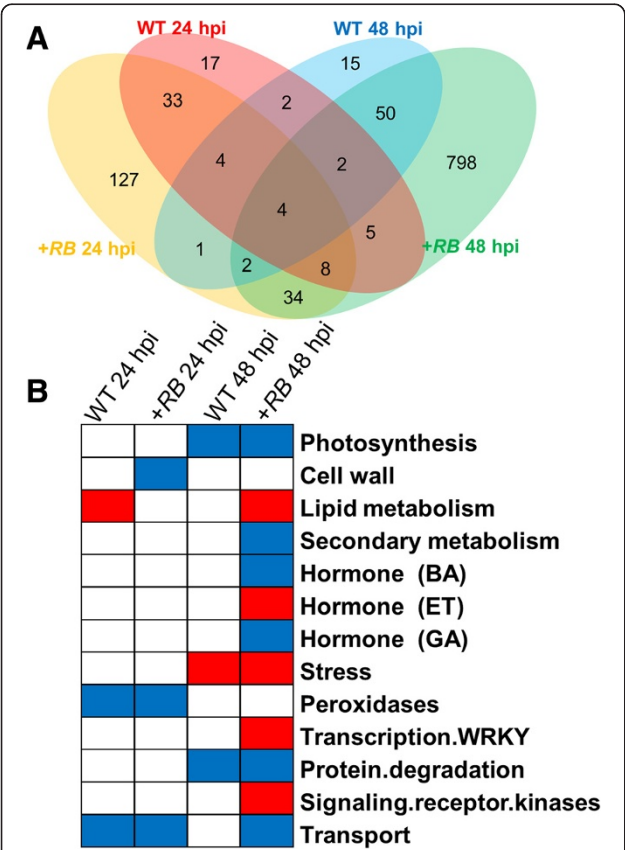 A
WT 24 hpi
WT 48 hpi
17
15
33
2
50
4
2
798
127
4
5
+RB 24 hpi
1
+RB 48 hpi
2
8
34
B
WT 24 hpi
+RB 24 hpi
WT 48 hpi
+RB 48 hpi
Photosynthesis
Cell wall
Lipid metabolism
Secondary metabolism
Hormone (BA)
Hormone (ET)
Hormone (GA)
Stress
Peroxidases
Transcription.WRKY
Protein.degradation
Signaling.receptor.kinases
Transport